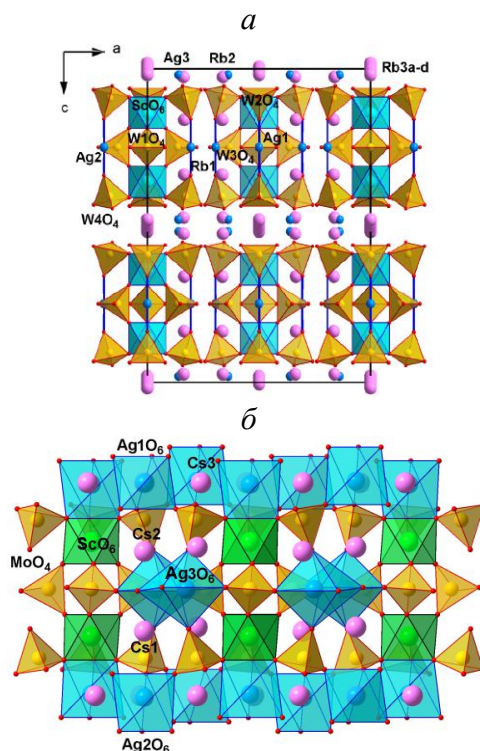 а
a
c
Ag3 Rb2 Rb3a-d
ScO₆ W2O₄
W1O₄ Ag1
Ag2 Rb1 W3O₄
W4O₄
б
Ag1O₆
Cs3
Cs2
ScO₆
MoO₄
Ag3O₆
Cs1
Ag2O₆